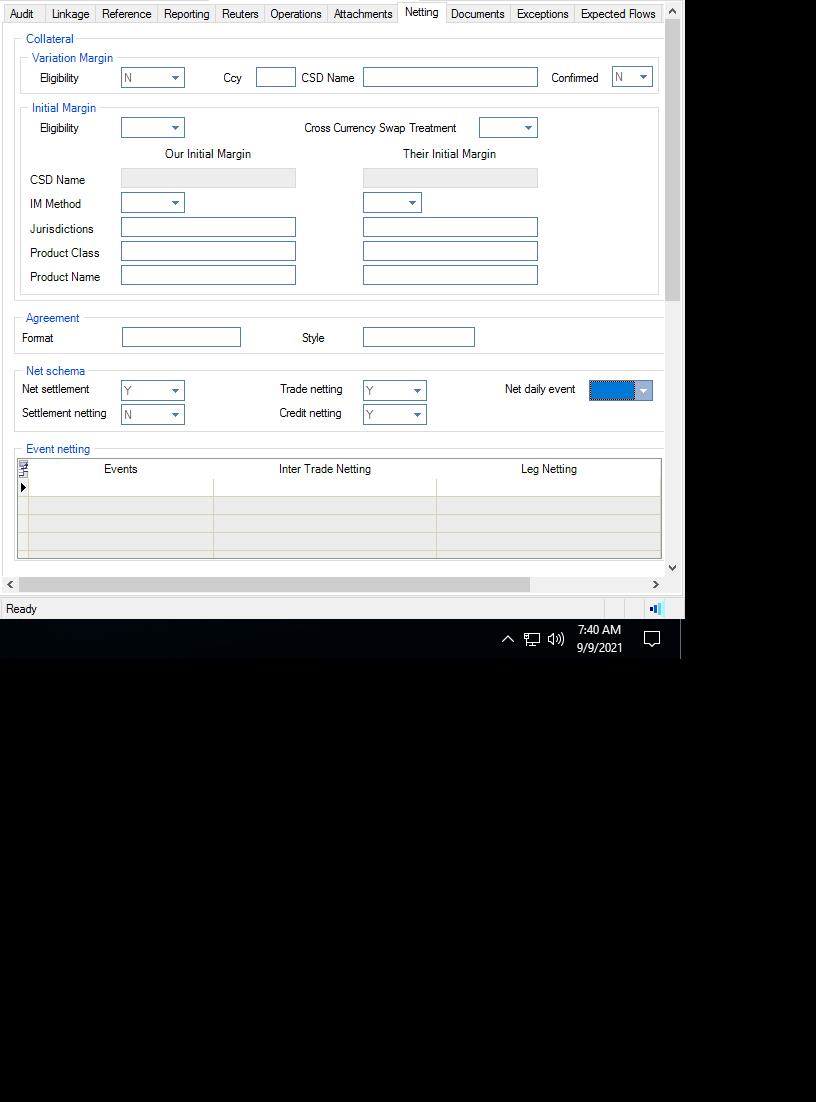 Audit Linkage Reference Reporting Reuters Operations Attachments Netting Documents Exceptions Expected Flows
Collateral
Variation Margin
Eligibility N Ccy CSD Name Confirmed N
Initial Margin
Eligibility Cross Currency Swap Treatment
Our Initial Margin Their Initial Margin
CSD Name
IM Method
Jurisdictions
Product Class
Product Name
Agreement
Format Style
Net schema
Net settlement Y Trade netting Y Net daily event
Settlement netting N Credit netting Y
Event netting
Events Inter Trade Netting Leg Netting
Ready
7:40 AM
9/9/2021